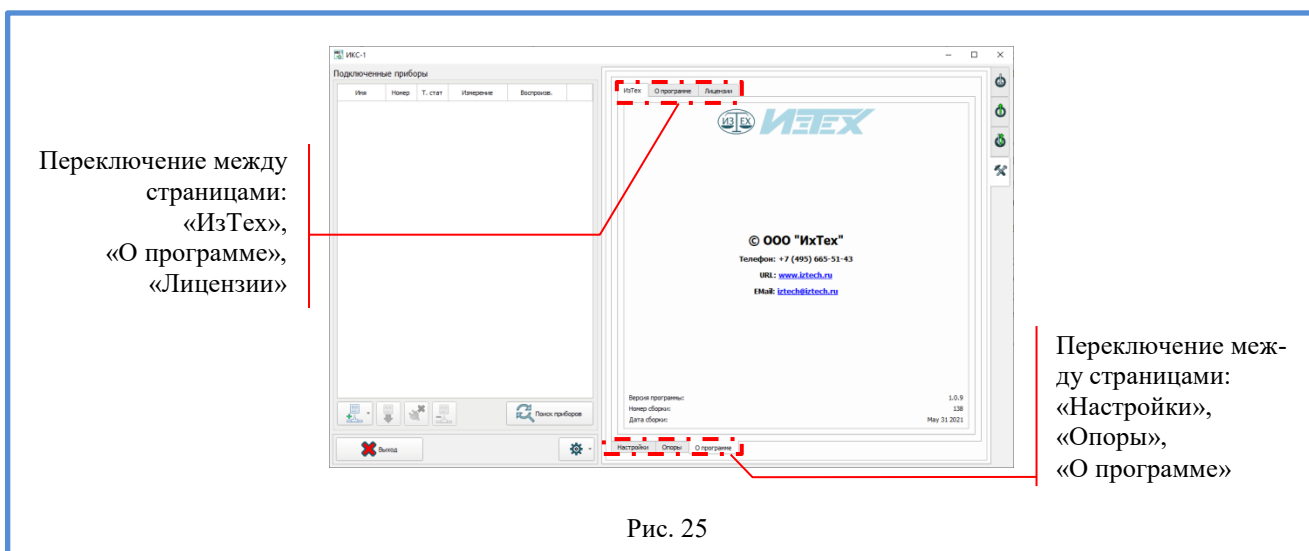 ИКС-1
Подключенные приборы
Имя Номер Т. стат Измерение Воспроизв.
ИзТех О программе Лицензии
ИЗ ЕХ ИЗТЕХ
Переключение между
страницами:
«ИзТех»,
«О программе»,
«Лицензии»
© ООО "ИхТех"
Телефон: +7 (495) 665-51-43
URL: www.iztech.ru
EMail: iztech@iztech.ru
Переключение меж-
ду страницами:
«Настройки»,
«Опоры»,
«О программе»
Версия программы: 1.0.9
Номер сборки: 138
Дата сборки: May 31 2021
Поиск приборов
Выход
Настройки Опоры О программе
Рис. 25